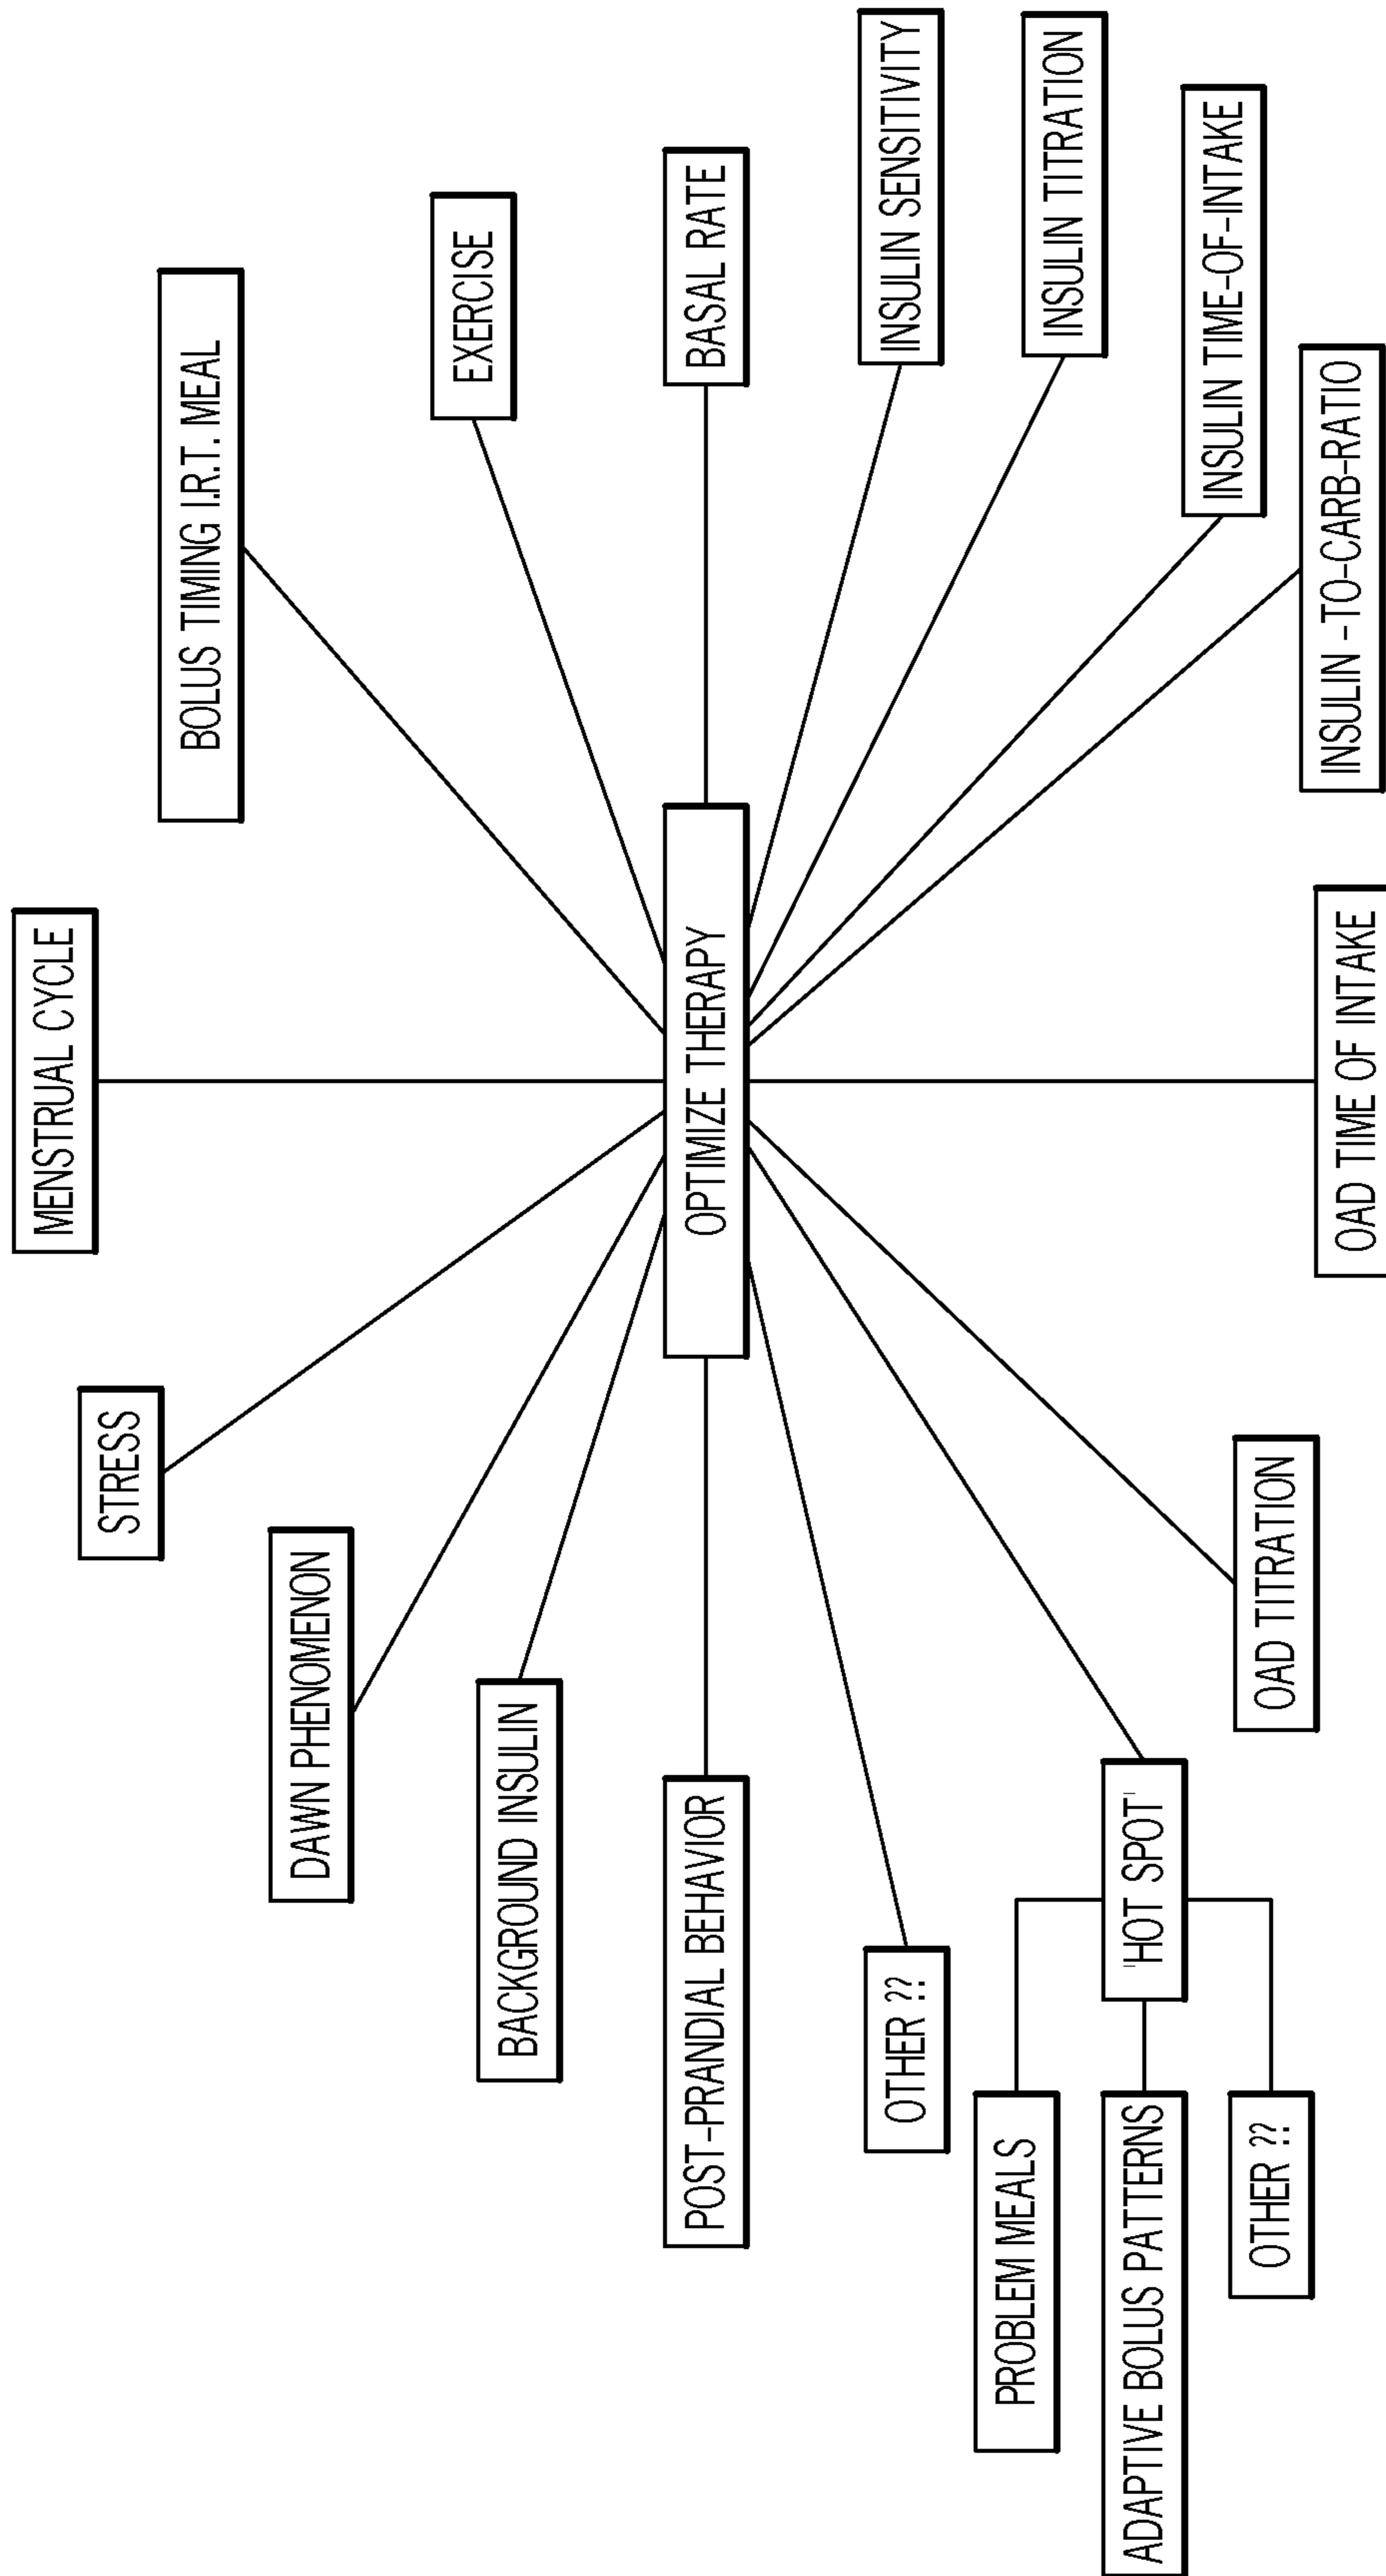 MENSTRUAL CYCLE
STRESS
BOLUS TIMING I.R.T. MEAL
DAWN PHENOMENON
EXERCISE
BACKGROUND INSULIN
POST-PRANDIAL BEHAVIOR
OPTIMIZE THERAPY
BASAL RATE
OTHER ??
INSULIN SENSITIVITY
PROBLEM MEALS
INSULIN TITRATION
ADAPTIVE BOLUS PATTERNS
'HOT SPOT'
INSULIN TIME-OF-INTAKE
OTHER ??
OAD TITRATION
INSULIN -TO-CARB-RATIO
OAD TIME OF INTAKE